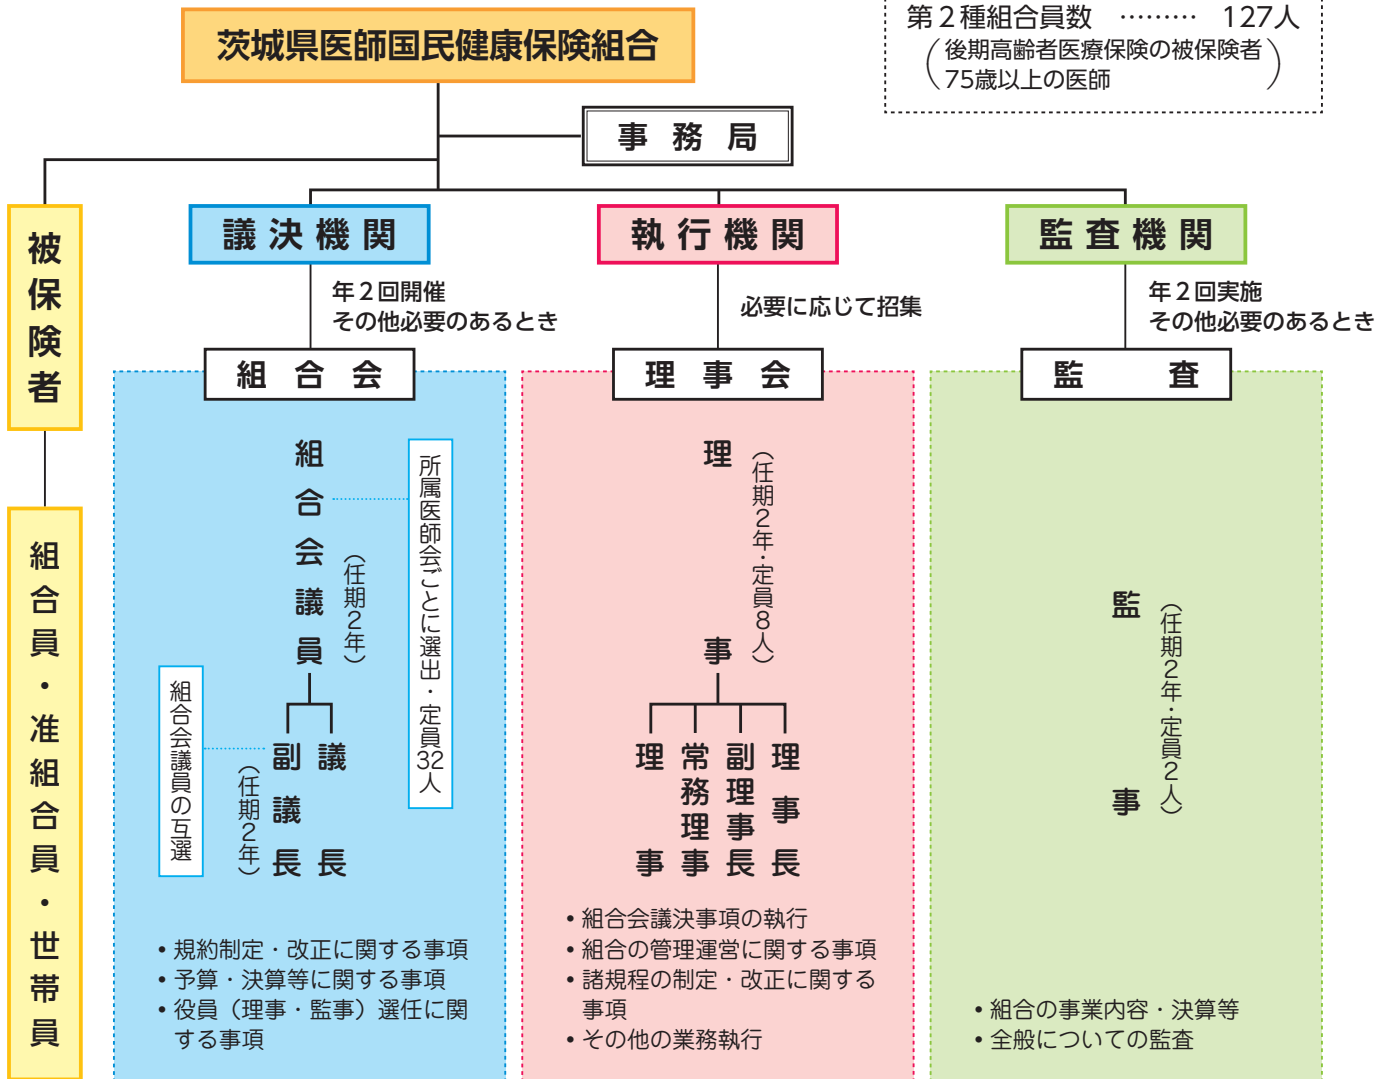 茨城県医師国民健康保険組合
第2種組合員数 ……… 127人
（後期高齢者医療保険の被保険者
75歳以上の医師）
事務局
被保険者
組合員・准組合員・世帯員
議決機関
年2回開催
その他必要のあるとき
組合会
組合会議員
（任期2年）
所属医師会ごとに選出・定員32人
議長
副議長
（任期2年）
組合会議員の互選
• 規約制定・改正に関する事項
• 予算・決算等に関する事項
• 役員（理事・監事）選任に関
する事項
執行機関
必要に応じて招集
理事会
理事
（任期2年・定員8人）
理事長
副理事長
常務理事
理事
• 組合会議決事項の執行
• 組合の管理運営に関する事項
• 諸規程の制定・改正に関する
事項
• その他の業務執行
監査機関
年2回実施
その他必要のあるとき
監査
監事
（任期2年・定員2人）
• 組合の事業内容・決算等
• 全般についての監査